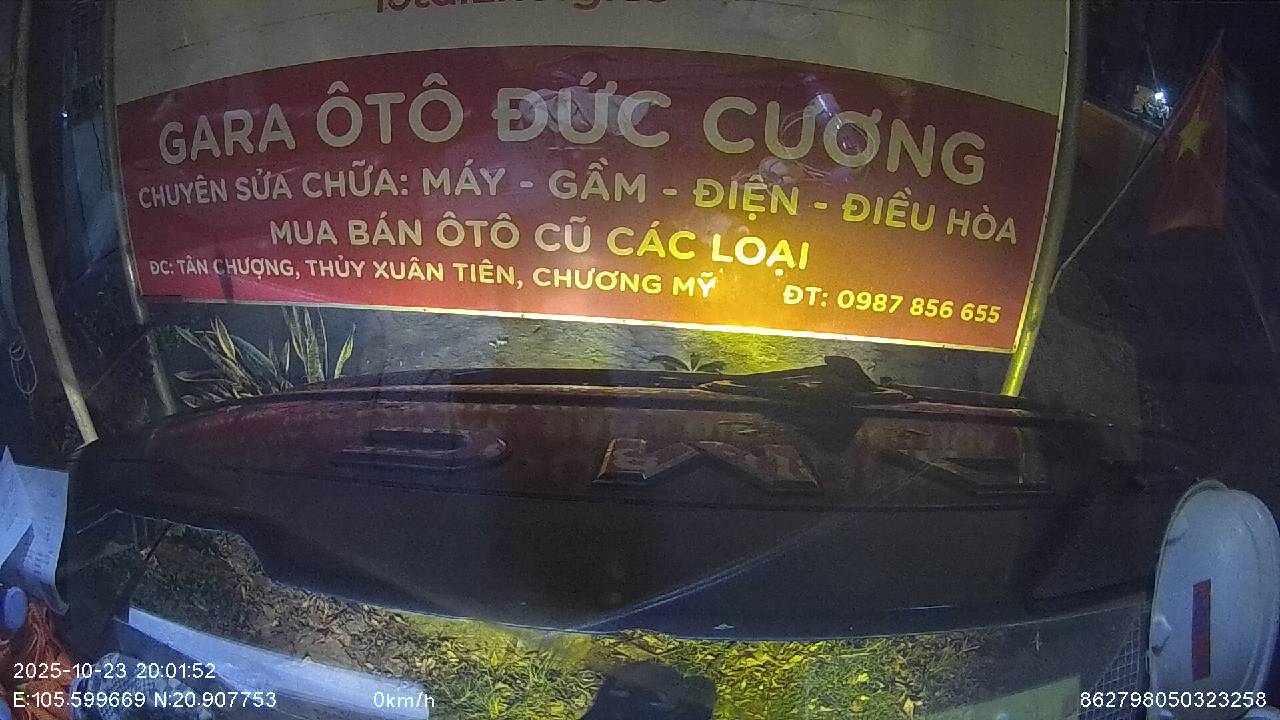 GARA ÔTÔ ĐỨC CƯƠNG
CHUYÊN SỬA CHỮA: MÁY - GẦM - ĐIỆN - ĐIỀU HÒA
MUA BÁN ÔTÔ CŨ CÁC LOẠI
ĐC: TÂN CHƯỢNG, THỦY XUÂN TIÊN, CHƯƠNG MỸ ĐT: 0987 856 655
2025-10-23 20:01:52
E:105.599669 N:20.907753 0km/h 862798050323258